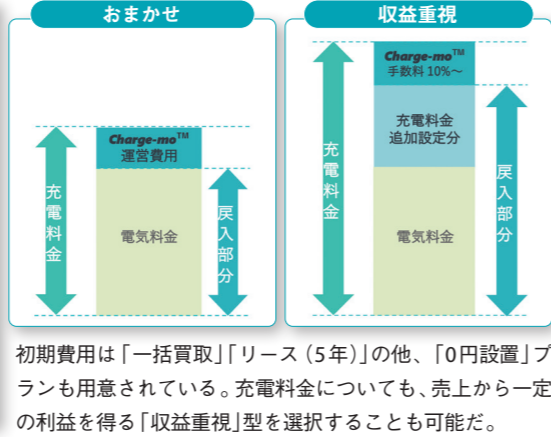 おまかせ
Charge-mo™
運営費用
充電料金
電気料金
戻入部分
収益重視
Charge-mo™
手数料10%〜
充電料金
追加設定分
充電料金
電気料金
戻入部分
初期費用は「一括買取」「リース（5年）」の他、「0円設置」プ
ランも用意されている。充電料金についても、売上から一定
の利益を得る「収益重視」型を選択することも可能だ。